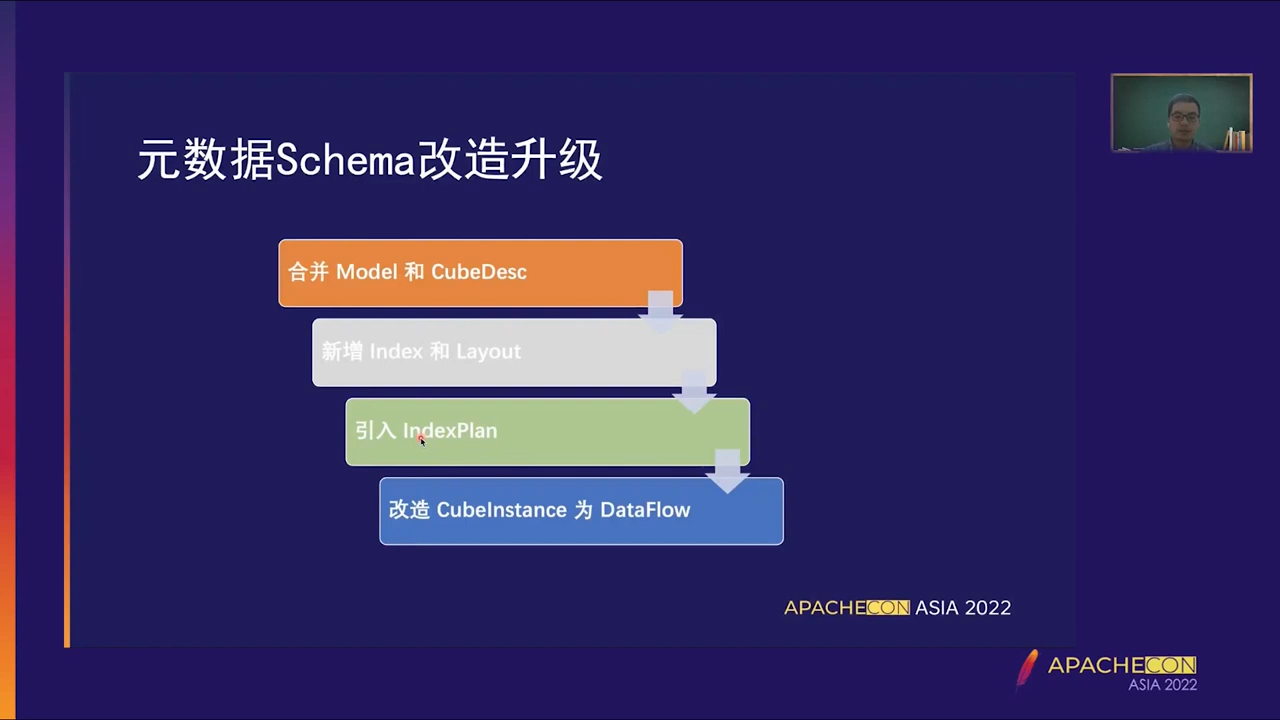 元数据Schema改造升级
合并 Model 和 CubeDesc
新增 Index 和 Layout
引入 IndexPlan
改造 CubeInstance 为 DataFlow
APACHECON ASIA 2022
APACHECON
ASIA 2022